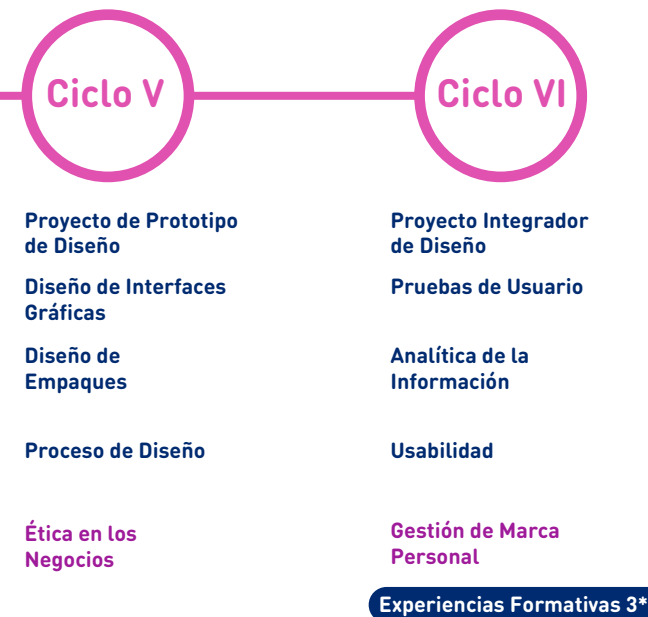 Ciclo V
Proyecto de Prototipo
de Diseño
Diseño de Interfaces
Gráficas
Diseño de
Empaques
Proceso de Diseño
Ética en los
Negocios
Ciclo VI
Proyecto Integrador
de Diseño
Pruebas de Usuario
Analítica de la
Información
Usabilidad
Gestión de Marca
Personal
Experiencias Formativas 3*